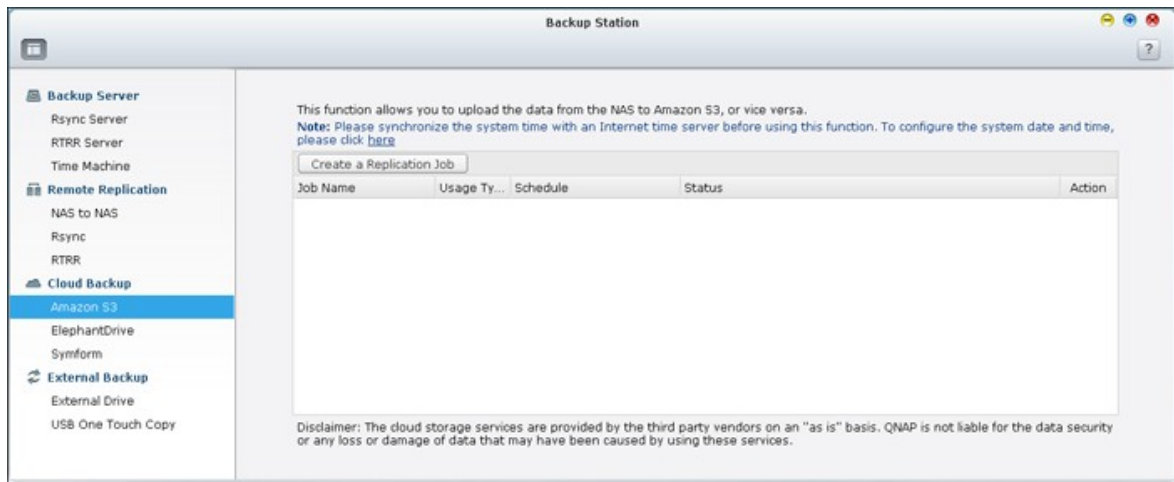 Backup Station
?
Backup Server
Rsync Server
RTRR Server
Time Machine
Remote Replication
NAS to NAS
Rsync
RTRR
Cloud Backup
Amazon S3
ElephantDrive
Symform
External Backup
External Drive
USB One Touch Copy
This function allows you to upload the data from the NAS to Amazon S3, or vice versa.
Note: Please synchronize the system time with an Internet time server before using this function. To configure the system date and time,
please click here
Create a Replication Job
Job Name Usage Ty... Schedule Status Action
Disclaimer: The cloud storage services are provided by the third party vendors on an "as is" basis. QNAP is not liable for the data security
or any loss or damage of data that may have been caused by using these services.